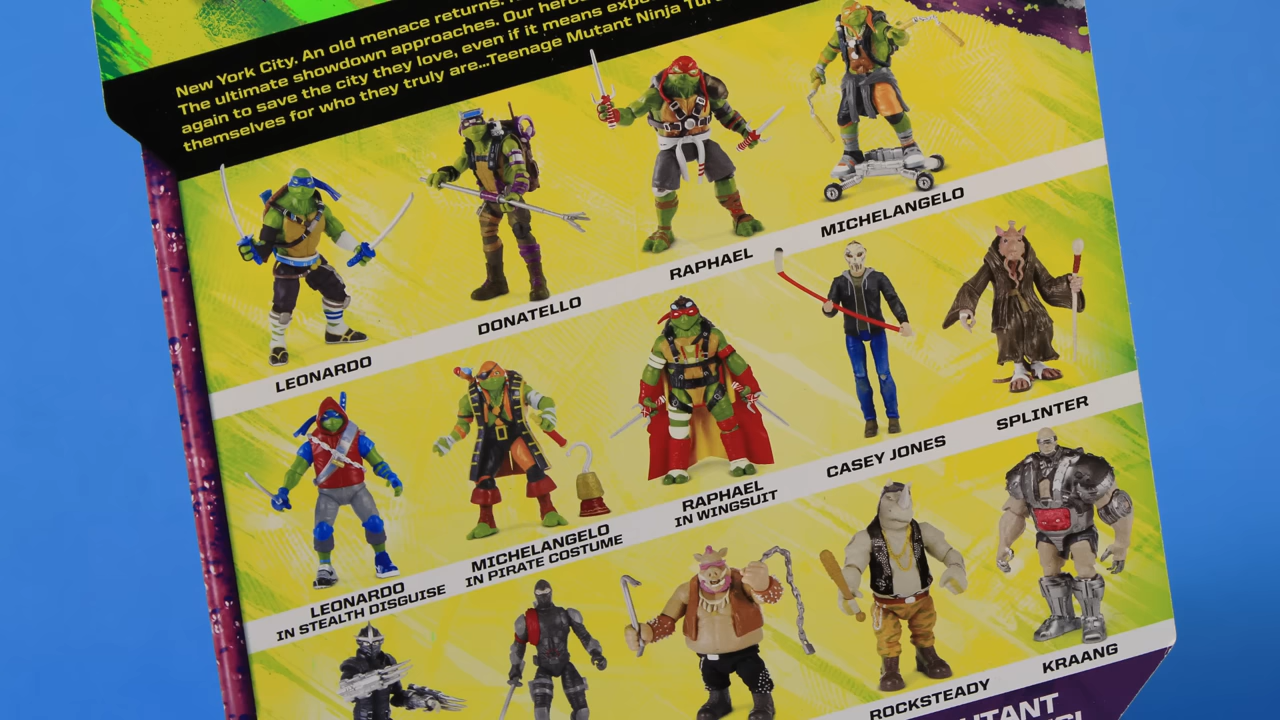 New York City. An old menace returns.
The ultimate showdown approaches. Our
again to save the city they love, even if it means
themselves for who they truly are...Teenage Mutant Ninja
LEONARDO
DONATELLO
RAPHAEL
MICHELANGELO
LEONARDO
IN STEALTH DISGUISE
MICHELANGELO
IN PIRATE COSTUME
RAPHAEL
IN WINGSUIT
CASEY JONES
SPLINTER
ROCKSTEADY
KRAANG